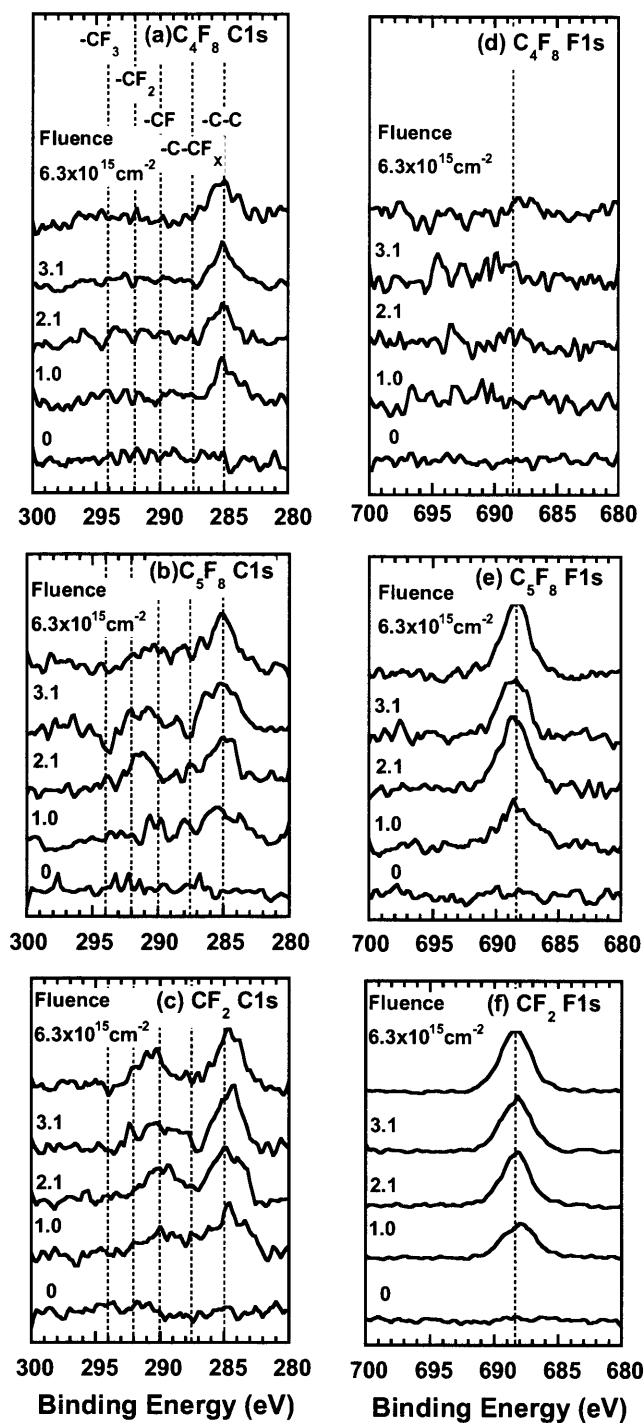 (a)C4F8 C1s
-CF3
-CF2
-CF
-C-C
-C-CFx
Fluence
6.3x10^15cm^-2
3.1
2.1
1.0
0
300 295 290 285 280
(d) C4F8 F1s
Fluence
6.3x10^15cm^-2
3.1
2.1
1.0
0
700 695 690 685 680
(b)C5F8 C1s
Fluence
6.3x10^15cm^-2
3.1
2.1
1.0
0
300 295 290 285 280
(e) C5F8 F1s
Fluence
6.3x10^15cm^-2
3.1
2.1
1.0
0
700 695 690 685 680
(c) CF2 C1s
Fluence
6.3x10^15cm^-2
3.1
2.1
1.0
0
300 295 290 285 280
Binding Energy (eV)
(f) CF2 F1s
Fluence
6.3x10^15cm^-2
3.1
2.1
1.0
0
700 695 690 685 680
Binding Energy (eV)